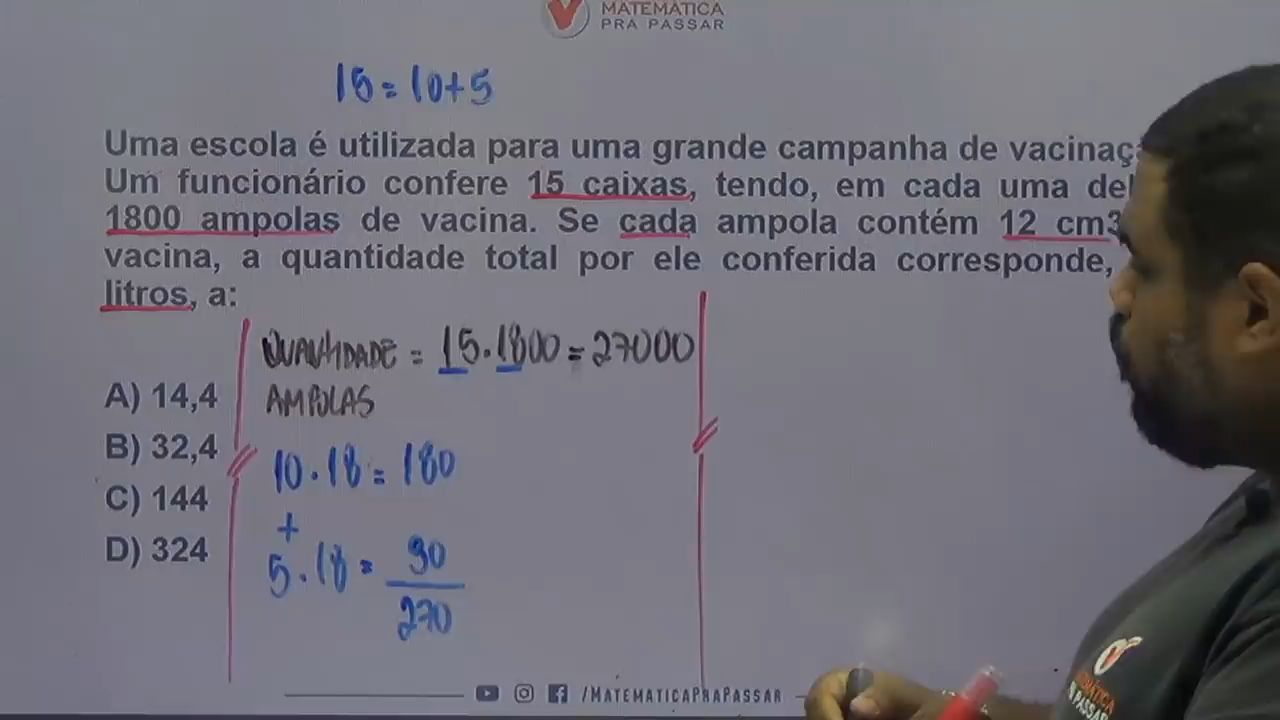 MATEMÁTICA
PRA PASSAR
15=10+5
Uma escola é utilizada para uma grande campanha de
Um funcionário confere 15 caixas, tendo, em cada uma
1800 ampolas de vacina. Se cada ampola contém 12 cm3
vacina, a quantidade total por ele conferida corresponde,
litros, a:
QUANTIDADE = 15.1800=27000
AMPOLAS
A) 14,4
B) 32,4
C) 144
D) 324
10.18=180
+
5.18= 90
270
/MATEMATICAPRAPASSAR
PASSAR